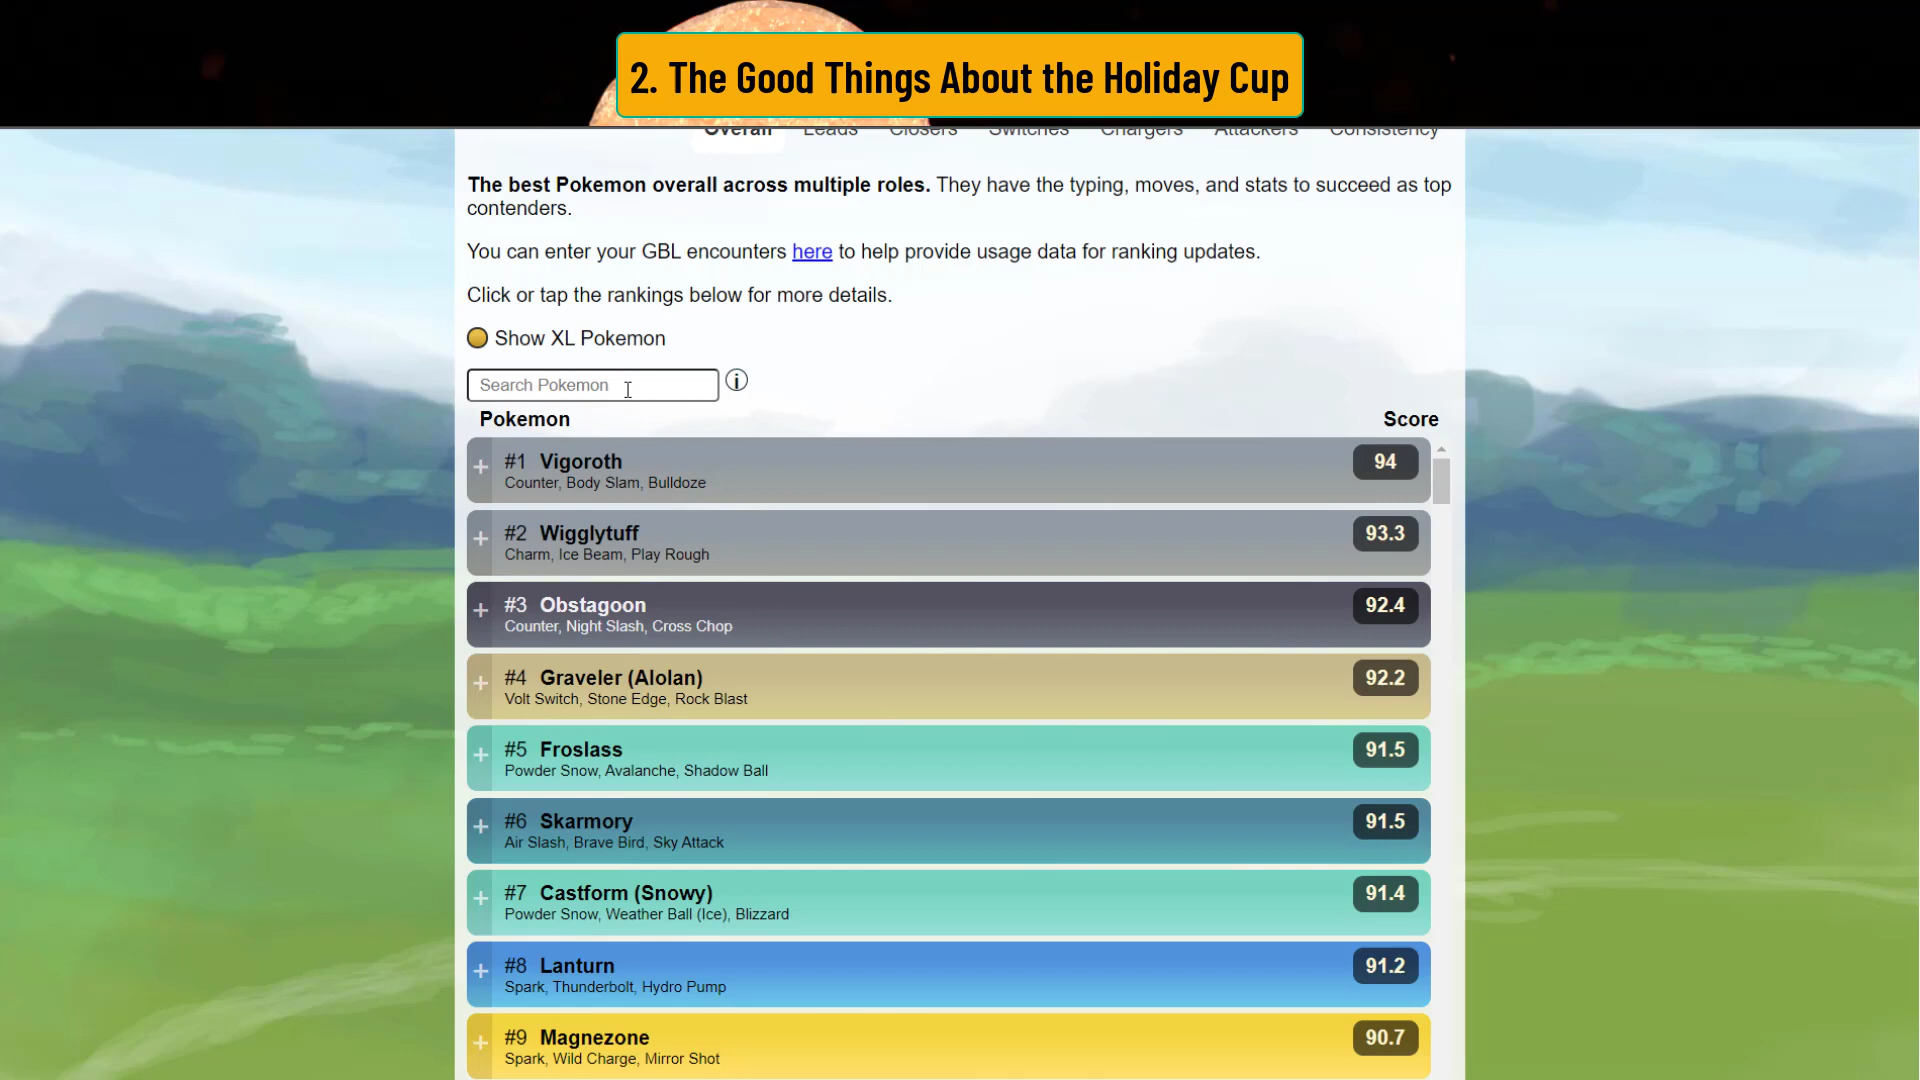 2. The Good Things About the Holiday Cup
Overall Leads Closers Switches Chargers Attackers Consistency
The best Pokemon overall across multiple roles. They have the typing, moves, and stats to succeed as top
contenders.
You can enter your GBL encounters here to help provide usage data for ranking updates.
Click or tap the rankings below for more details.
Show XL Pokemon
Search Pokemon
Pokemon Score
+ #1 Vigoroth 94
Counter, Body Slam, Bulldoze
+ #2 Wigglytuff 93.3
Charm, Ice Beam, Play Rough
+ #3 Obstagoon 92.4
Counter, Night Slash, Cross Chop
+ #4 Graveler (Alolan) 92.2
Volt Switch, Stone Edge, Rock Blast
+ #5 Froslass 91.5
Powder Snow, Avalanche, Shadow Ball
+ #6 Skarmory 91.5
Air Slash, Brave Bird, Sky Attack
+ #7 Castform (Snowy) 91.4
Powder Snow, Weather Ball (Ice), Blizzard
+ #8 Lanturn 91.2
Spark, Thunderbolt, Hydro Pump
+ #9 Magnezone 90.7
Spark, Wild Charge, Mirror Shot